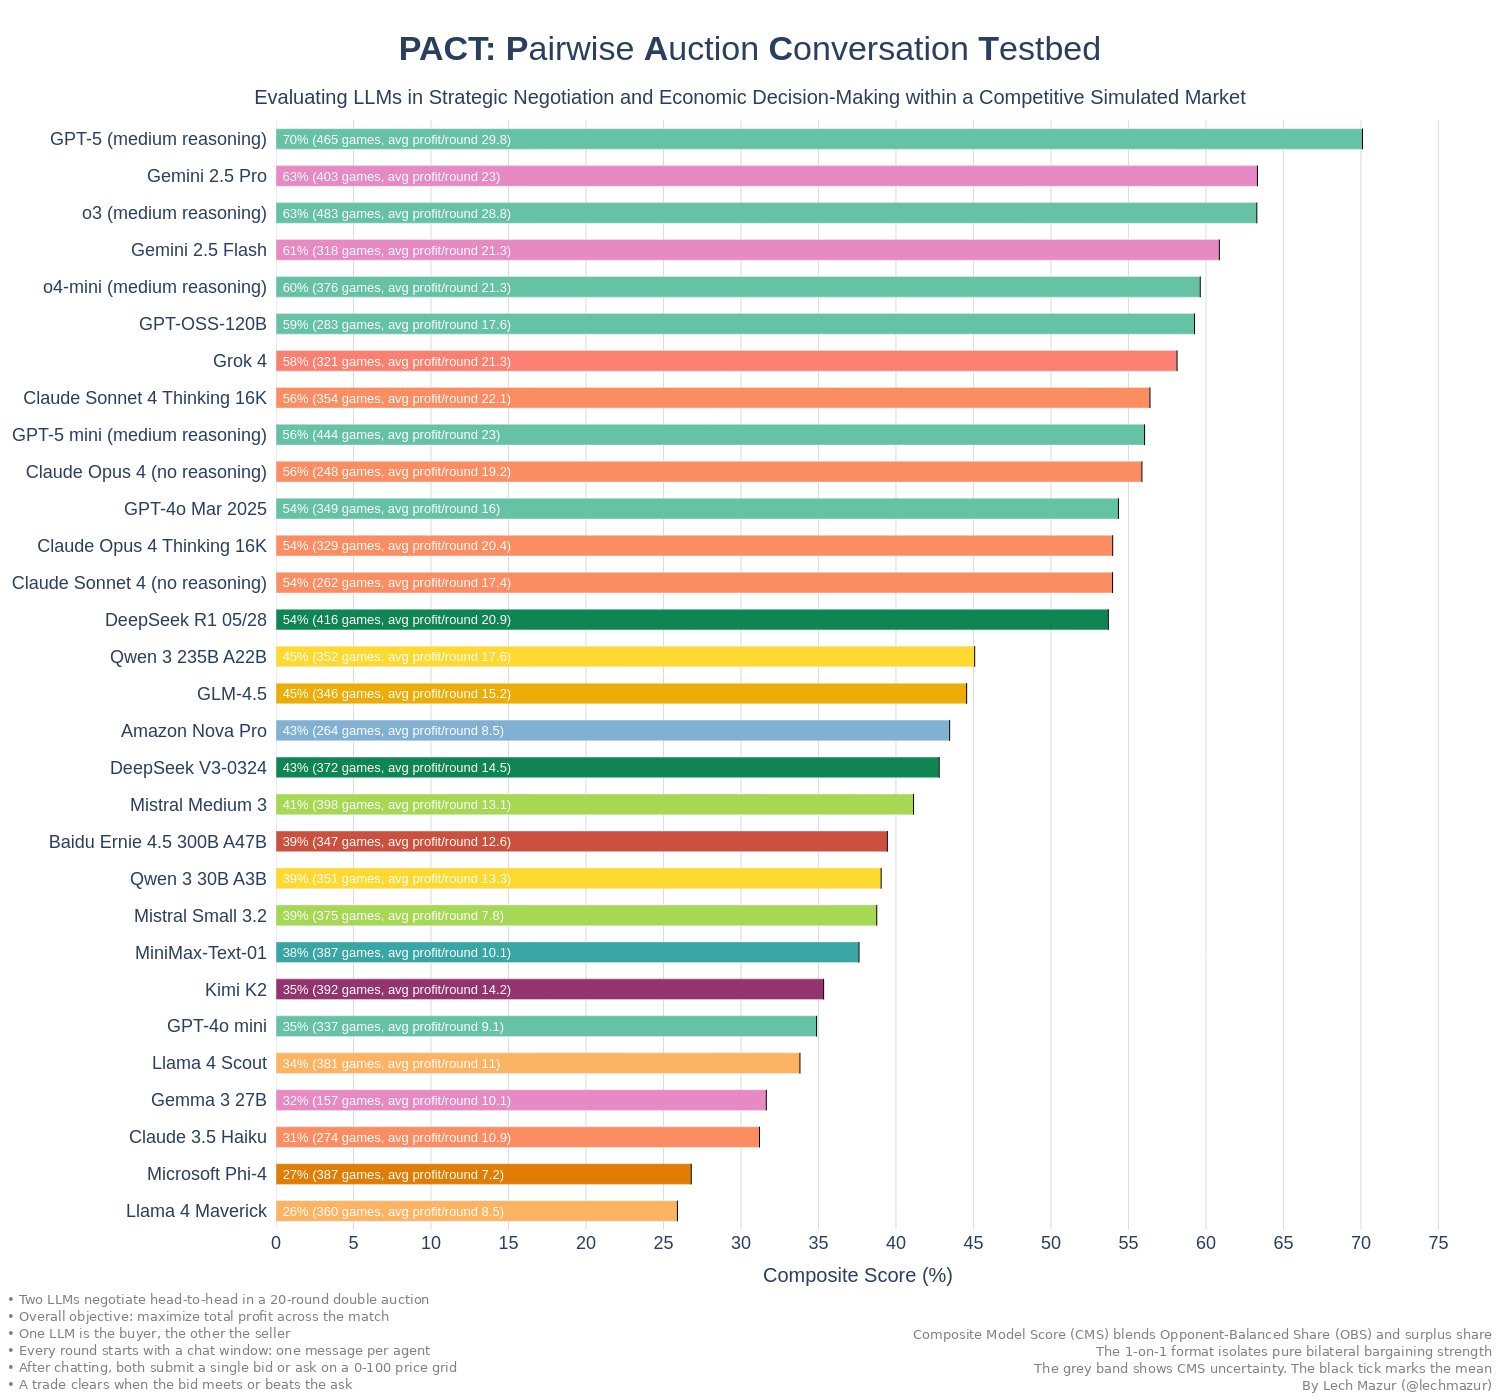 PACT: Pairwise Auction Conversation Testbed
Evaluating LLMs in Strategic Negotiation and Economic Decision-Making within a Competitive Simulated Market
GPT-5 (medium reasoning) 70% (465 games, avg profit/round 29.8)
Gemini 2.5 Pro 63% (403 games, avg profit/round 23)
o3 (medium reasoning) 63% (483 games, avg profit/round 28.8)
Gemini 2.5 Flash 61% (318 games, avg profit/round 21.3)
o4-mini (medium reasoning) 60% (376 games, avg profit/round 21.3)
GPT-OSS-120B 59% (283 games, avg profit/round 17.6)
Grok 4 58% (321 games, avg profit/round 21.3)
Claude Sonnet 4 Thinking 16K 56% (354 games, avg profit/round 22.1)
GPT-5 mini (medium reasoning) 56% (444 games, avg profit/round 23)
Claude Opus 4 (no reasoning) 56% (248 games, avg profit/round 19.2)
GPT-4o Mar 2025 54% (349 games, avg profit/round 16)
Claude Opus 4 Thinking 16K 54% (329 games, avg profit/round 20.4)
Claude Sonnet 4 (no reasoning) 54% (262 games, avg profit/round 17.4)
DeepSeek R1 05/28 54% (416 games, avg profit/round 20.9)
Qwen 3 235B A22B 45% (352 games, avg profit/round 17.6)
GLM-4.5 45% (346 games, avg profit/round 15.2)
Amazon Nova Pro 43% (264 games, avg profit/round 8.5)
DeepSeek V3-0324 43% (372 games, avg profit/round 14.5)
Mistral Medium 3 41% (398 games, avg profit/round 13.1)
Baidu Ernie 4.5 300B A47B 39% (347 games, avg profit/round 12.6)
Qwen 3 30B A3B 39% (351 games, avg profit/round 13.3)
Mistral Small 3.2 39% (375 games, avg profit/round 7.8)
MiniMax-Text-01 38% (387 games, avg profit/round 10.1)
Kimi K2 35% (392 games, avg profit/round 14.2)
GPT-4o mini 35% (337 games, avg profit/round 9.1)
Llama 4 Scout 34% (381 games, avg profit/round 11)
Gemma 3 27B 32% (157 games, avg profit/round 10.1)
Claude 3.5 Haiku 31% (274 games, avg profit/round 10.9)
Microsoft Phi-4 27% (387 games, avg profit/round 7.2)
Llama 4 Maverick 26% (360 games, avg profit/round 8.5)
0 5 10 15 20 25 30 35 40 45 50 55 60 65 70 75
Composite Score (%)
• Two LLMs negotiate head-to-head in a 20-round double auction
• Overall objective: maximize total profit across the match
• One LLM is the buyer, the other the seller
• Every round starts with a chat window: one message per agent
• After chatting, both submit a single bid or ask on a 0-100 price grid
• A trade clears when the bid meets or beats the ask
Composite Model Score (CMS) blends Opponent-Balanced Share (OBS) and surplus share
The 1-on-1 format isolates pure bilateral bargaining strength
The grey band shows CMS uncertainty. The black tick marks the mean
By Lech Mazur (@lechmazur)